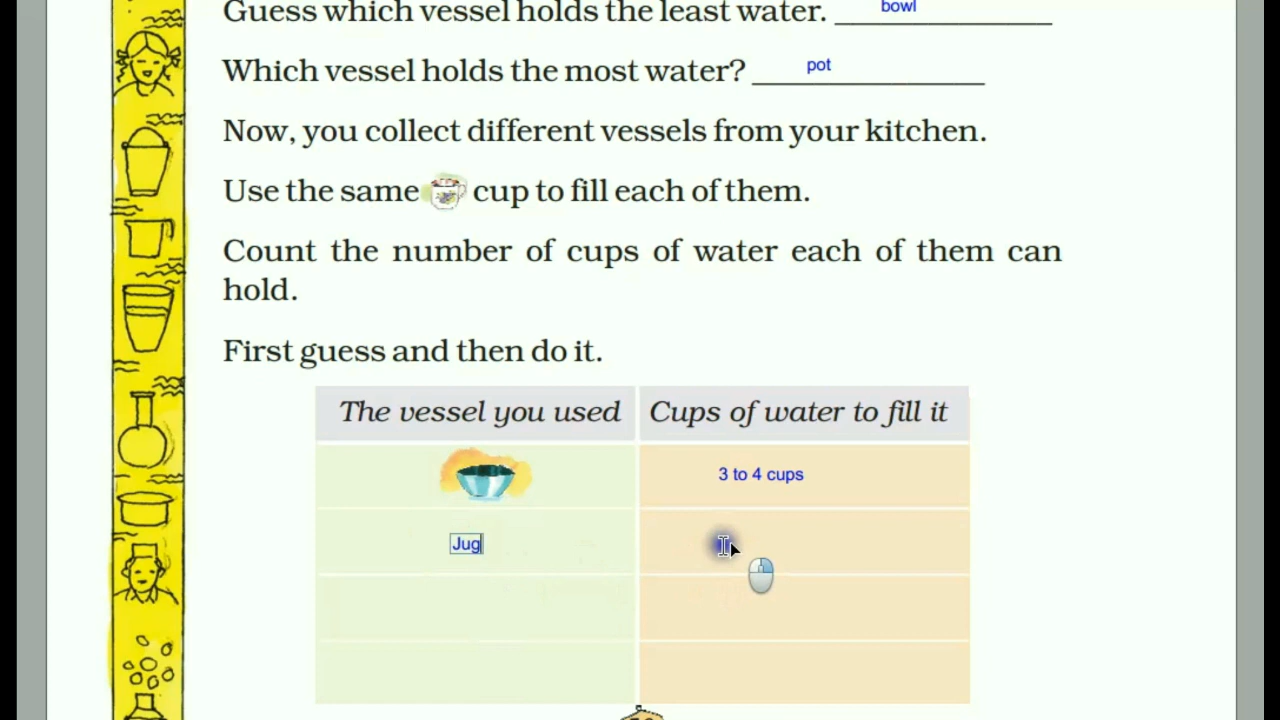 Guess which vessel holds the least water. bowl
Which vessel holds the most water? pot
Now, you collect different vessels from your kitchen.
Use the same cup to fill each of them.
Count the number of cups of water each of them can
hold.
First guess and then do it.
The vessel you used Cups of water to fill it
3 to 4 cups
Jug